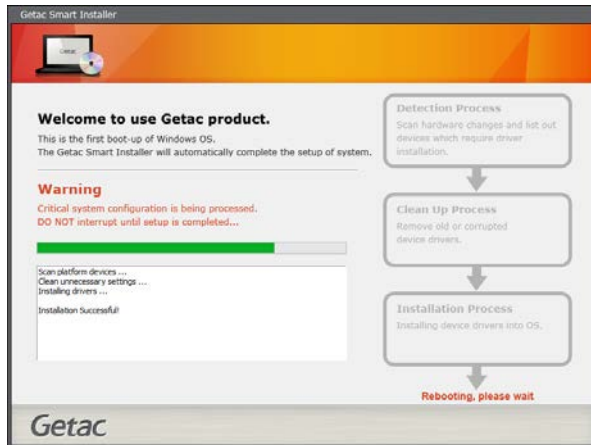 Getac Smart Installer
Getac
Welcome to use Getac product.
This is the first boot-up of Windows OS.
The Getac Smart Installer will automatically complete the setup of system.
Warning
Critical system configuration is being processed.
DO NOT interrupt until setup is completed...
Scan platform devices ...
Clean unnecessary settings ...
Installing drivers ...
Installation Successful!
Detection Process
Scan hardware changes and list out
devices which require driver
installation.
Clean Up Process
Remove old or corrupted
device drivers.
Installation Process
Installing device drivers into OS.
Rebooting, please wait
Getac